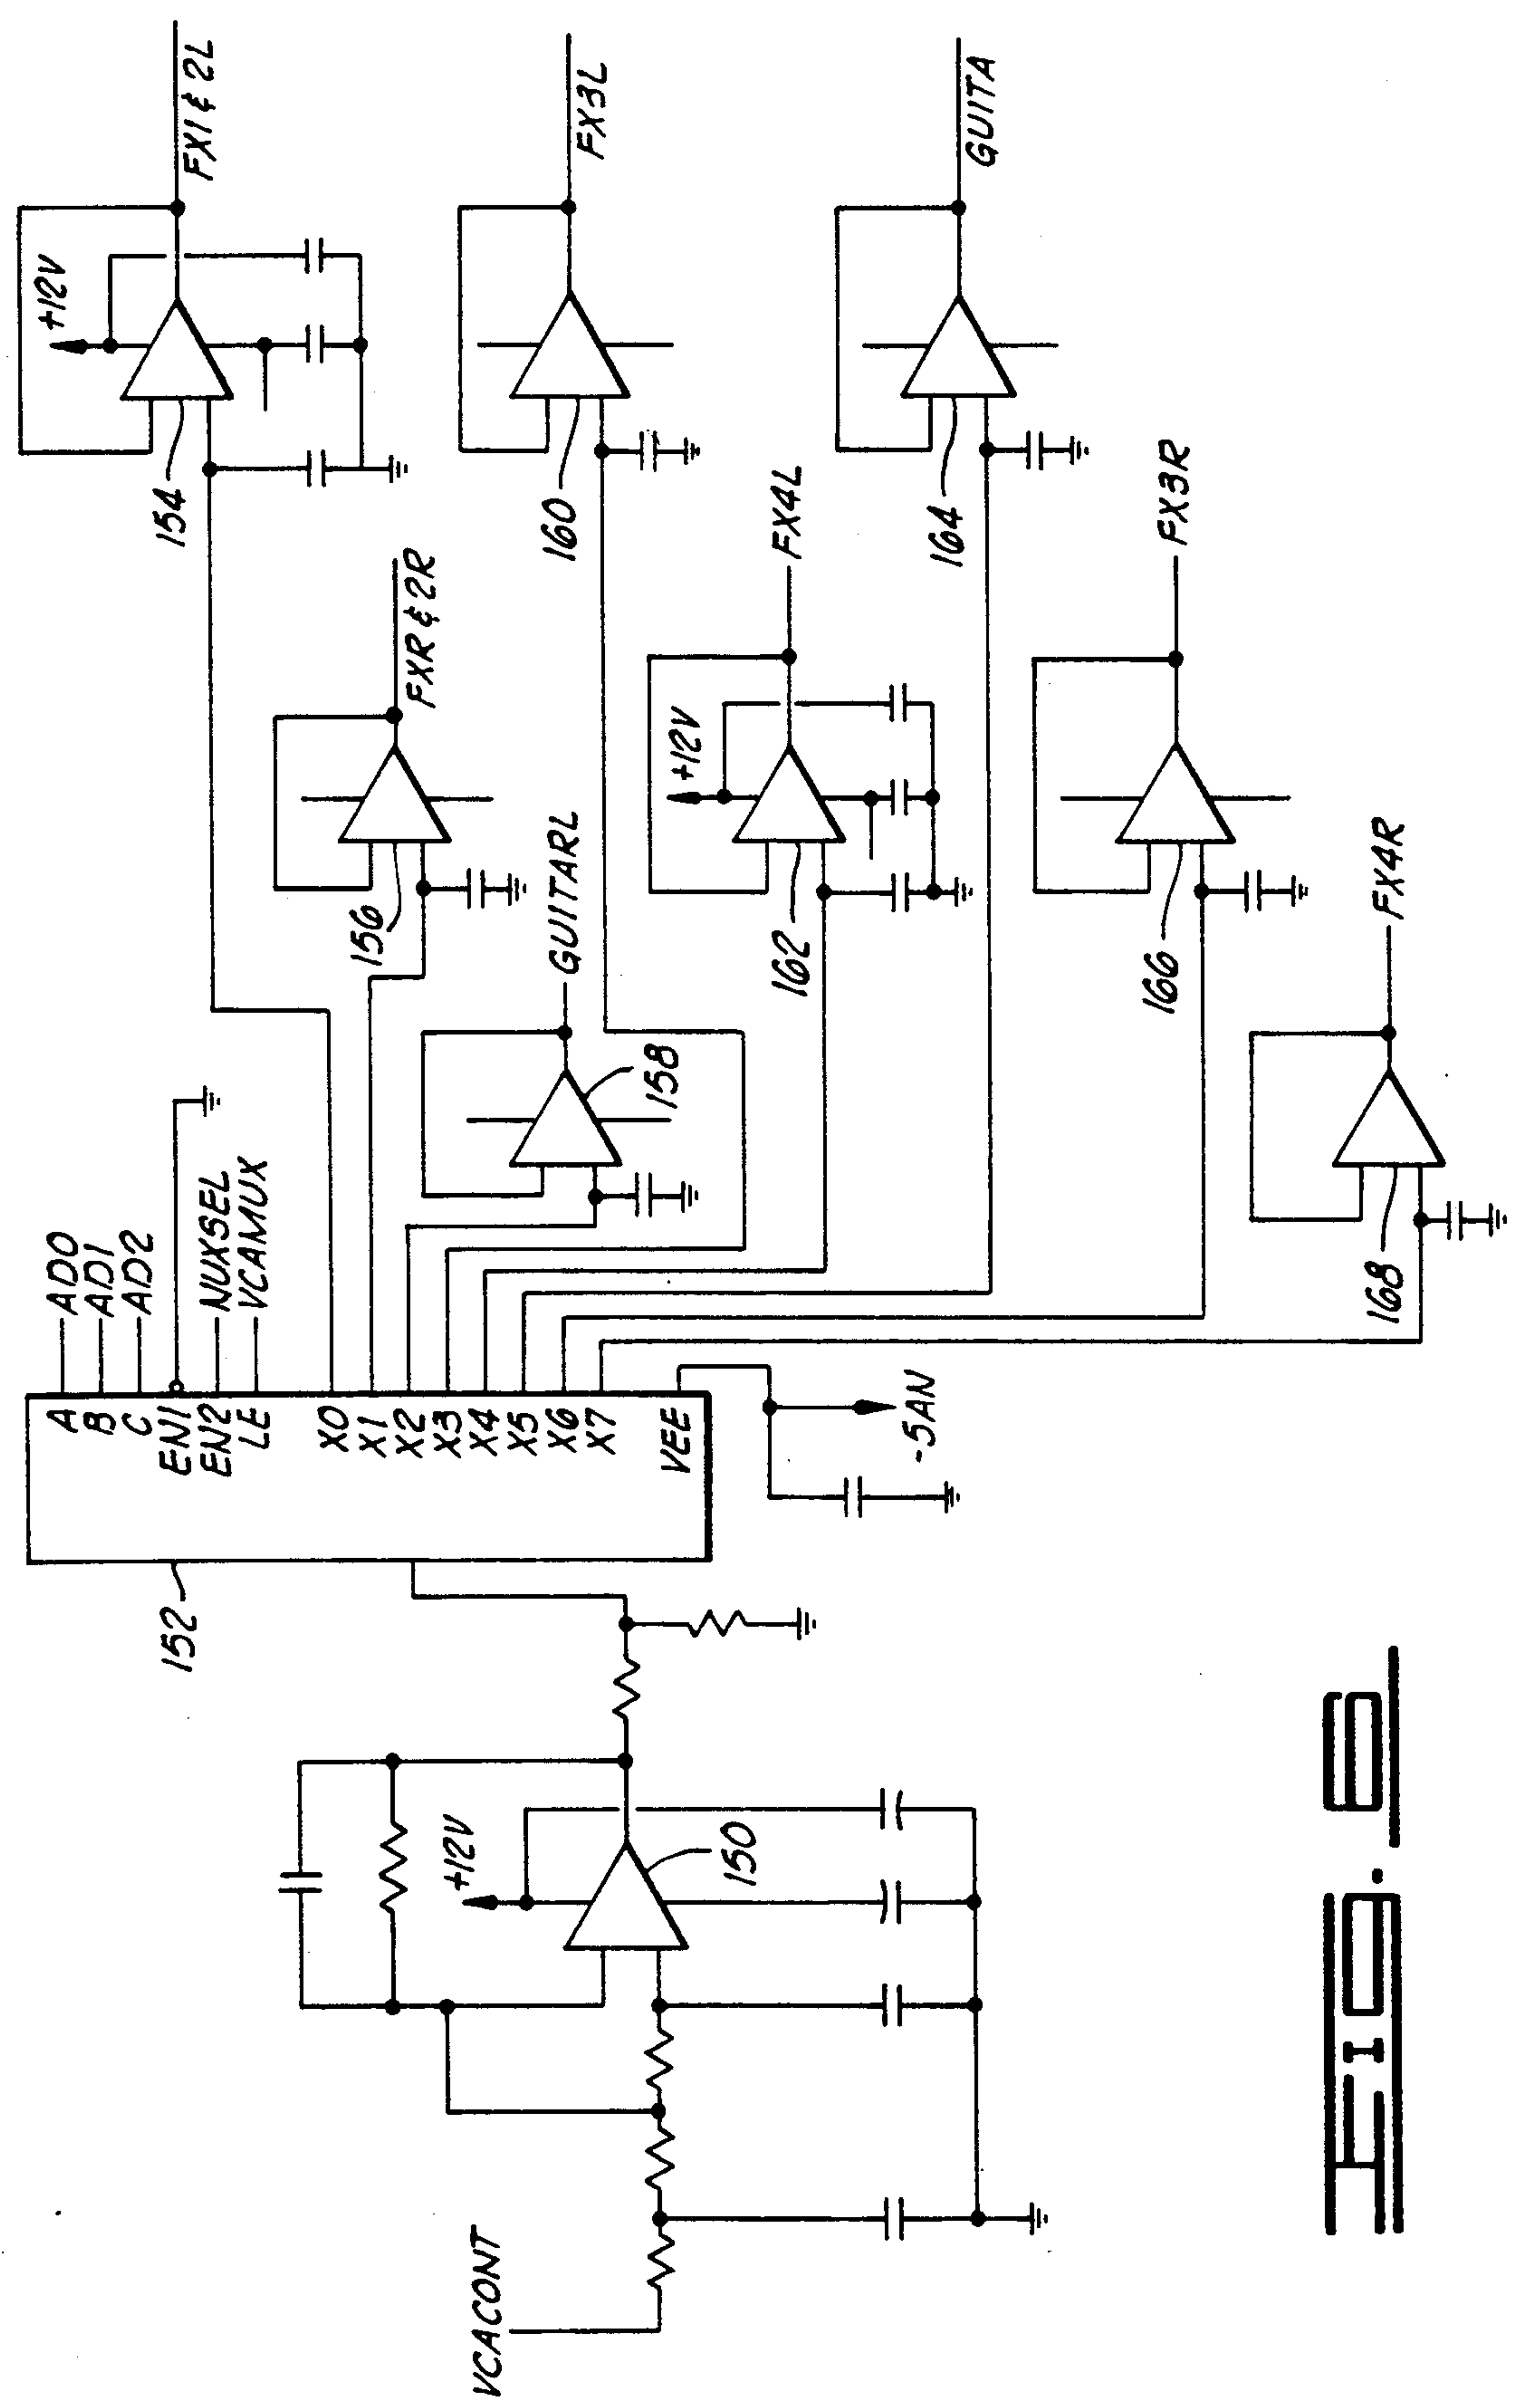 VCACONT
+12V
150
152
A
B
C
EN1
EN2
LE
X0
X1
X2
X3
X4
X5
X6
X7
VEE
AD0
AD1
AD2
NUXSEL
VCAMUX
-5AN
154
+12V
FX1 & 2L
156
FXR & 2R
158
GUITARL
160
FX3L
162
+12V
FX4L
164
GUITA
166
FX3R
168
FX4R
FIG. 8